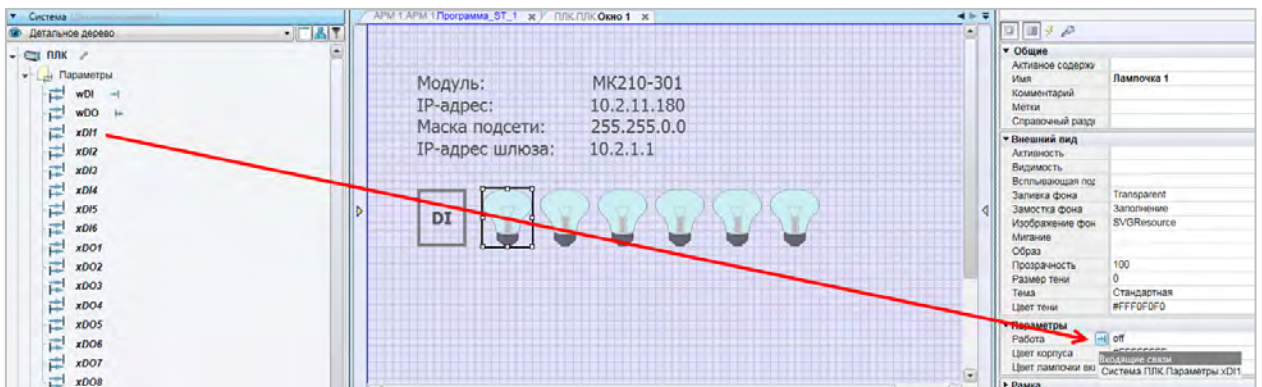 Система
Детальное дерево
ПЛК
Параметры
wDI
wDO
xDI1
xDI2
xDI3
xDI4
xDI5
xDI6
xDO1
xDO2
xDO3
xDO4
xDO5
xDO6
xDO7
xDO8
АРМ 1.АРМ 1.Программа_ST_1 x
ПЛК.ПЛК.Окно 1 x
Модуль: МК210-301
IP-адрес: 10.2.11.180
Маска подсети: 255.255.0.0
IP-адрес шлюза: 10.2.1.1
DI
Общие
Активное содержи
Имя Лампочка 1
Комментарий
Метки
Справочный разде
Внешний вид
Активность
Видимость
Всплывающая под
Заливка фона Transparent
Замостка фона Заполнение
Изображение фон SVGResource
Мигание
Образ
Прозрачность 100
Размер тени 0
Тема Стандартная
Цвет тени #FFF0F0F0
Параметры
Работа off
Цвет корпуса
Входящие связи
Цвет лампочки вкл
Система.ПЛК.Параметры.xDI1
Рамка